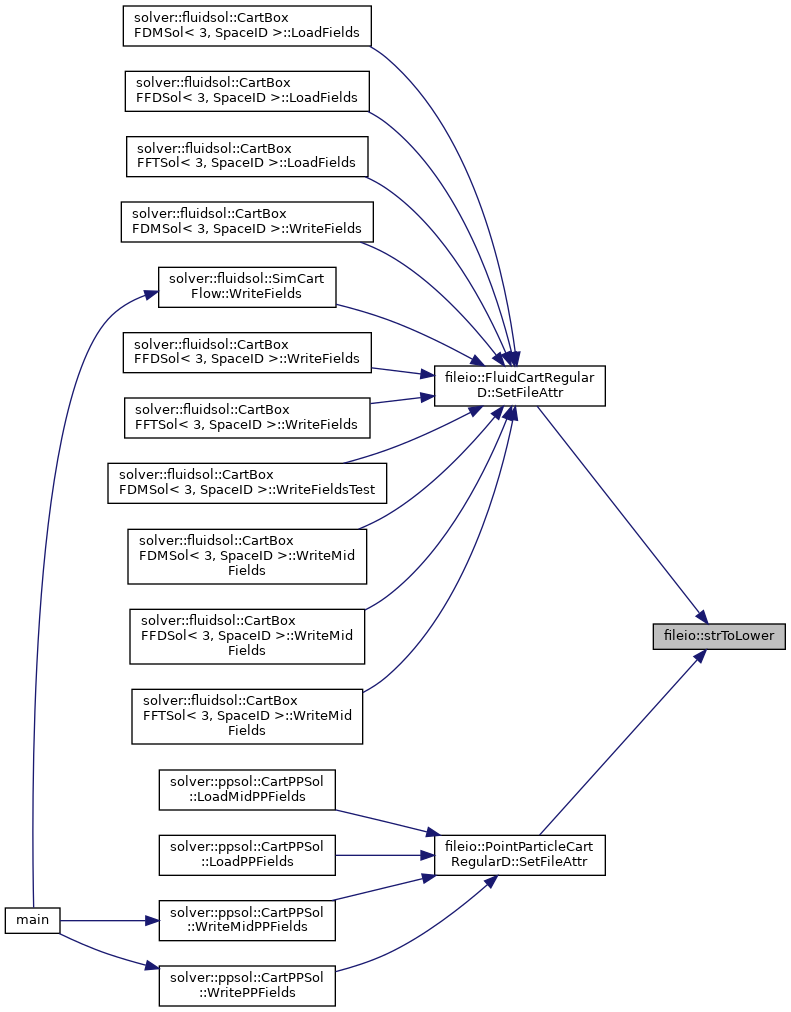 solver::fluidsol::CartBox
FDMSol< 3, SpaceID >::LoadFields
solver::fluidsol::CartBox
FFDSol< 3, SpaceID >::LoadFields
solver::fluidsol::CartBox
FFTSol< 3, SpaceID >::LoadFields
solver::fluidsol::CartBox
FDMSol< 3, SpaceID >::WriteFields
solver::fluidsol::SimCart
Flow::WriteFields
solver::fluidsol::CartBox
FFDSol< 3, SpaceID >::WriteFields
solver::fluidsol::CartBox
FFTSol< 3, SpaceID >::WriteFields
solver::fluidsol::CartBox
FDMSol< 3, SpaceID >::WriteFieldsTest
solver::fluidsol::CartBox
FDMSol< 3, SpaceID >::WriteMid
Fields
solver::fluidsol::CartBox
FFDSol< 3, SpaceID >::WriteMid
Fields
solver::fluidsol::CartBox
FFTSol< 3, SpaceID >::WriteMid
Fields
solver::ppsol::CartPPSol
::LoadMidPPFields
solver::ppsol::CartPPSol
::LoadPPFields
solver::ppsol::CartPPSol
::WriteMidPPFields
solver::ppsol::CartPPSol
::WritePPFields
main
fileio::FluidCartRegular
D::SetFileAttr
fileio::PointParticleCart
RegularD::SetFileAttr
fileio::strToLower